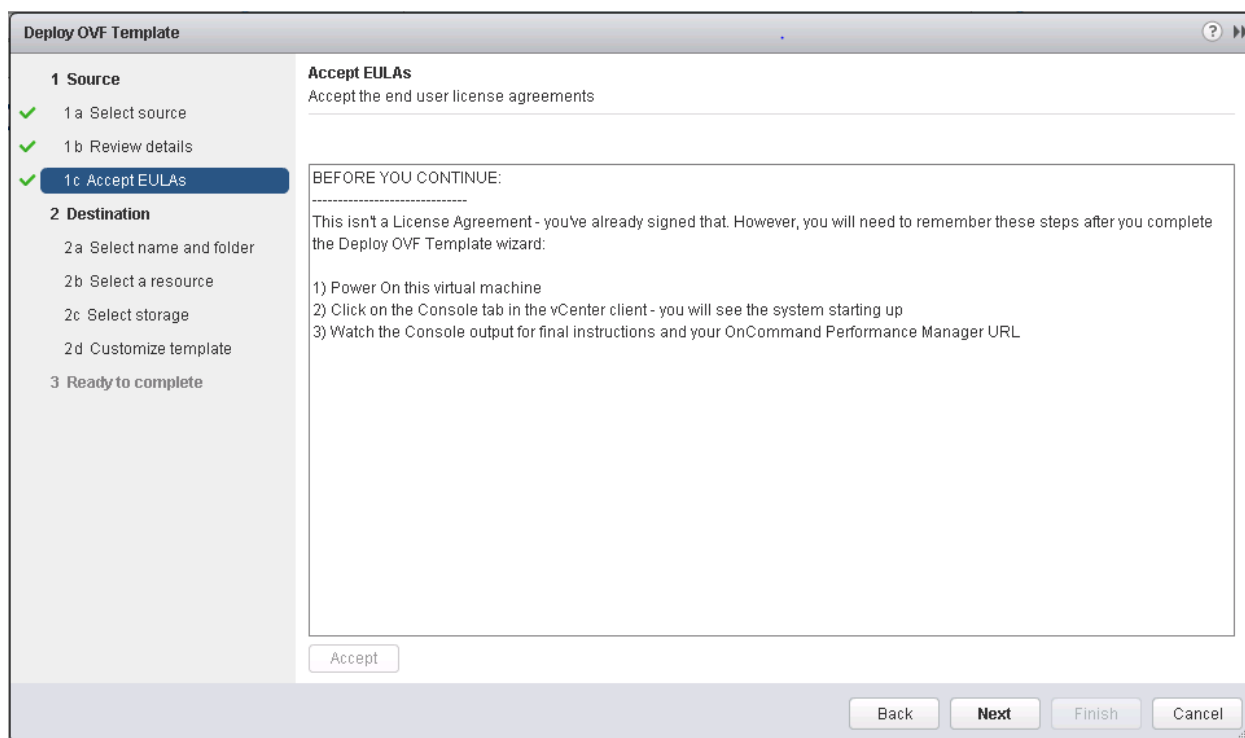 Deploy OVF Template
?
1 Source
1a Select source
1b Review details
1c Accept EULAs
2 Destination
2a Select name and folder
2b Select a resource
2c Select storage
2d Customize template
3 Ready to complete
Accept EULAs
Accept the end user license agreements
BEFORE YOU CONTINUE:
------------------------------
This isn't a License Agreement - you've already signed that. However, you will need to remember these steps after you complete
the Deploy OVF Template wizard:
1) Power On this virtual machine
2) Click on the Console tab in the vCenter client - you will see the system starting up
3) Watch the Console output for final instructions and your OnCommand Performance Manager URL
Accept
Back Next Finish Cancel